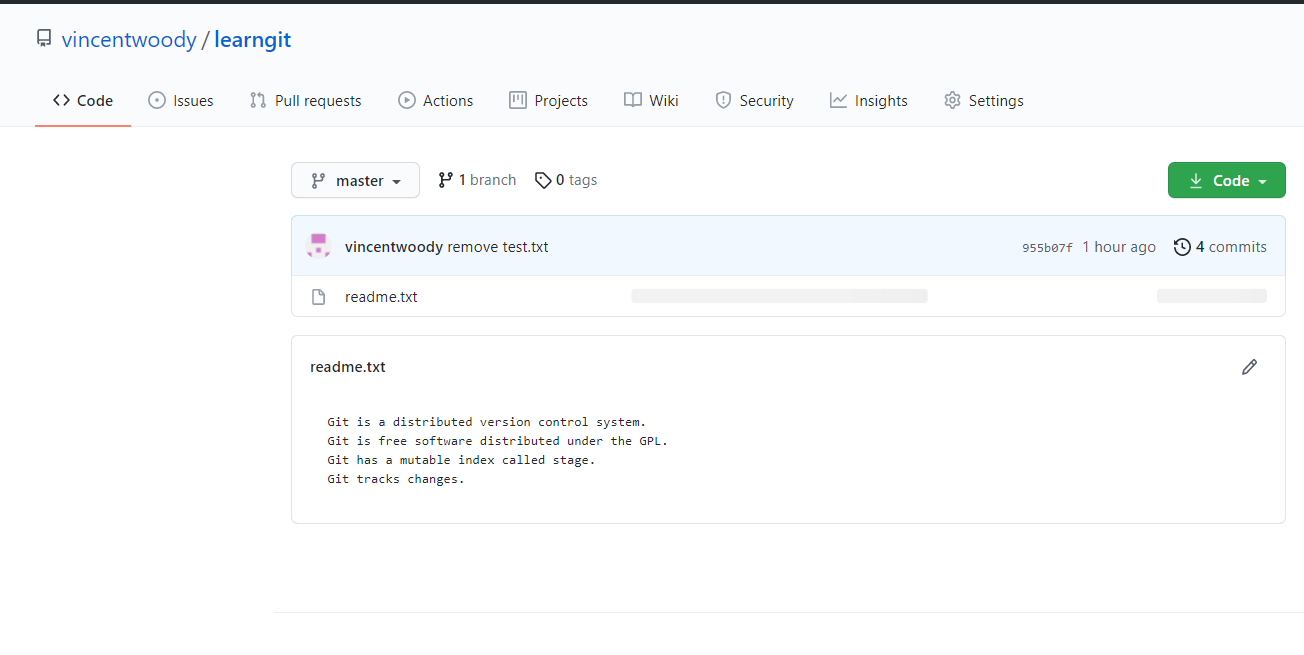 vincentwoody / learngit
Code Issues Pull requests Actions Projects Wiki Security Insights Settings
master 1 branch 0 tags Code
vincentwoody remove test.txt 955b07f 1 hour ago 4 commits
readme.txt
readme.txt
Git is a distributed version control system.
Git is free software distributed under the GPL.
Git has a mutable index called stage.
Git tracks changes.